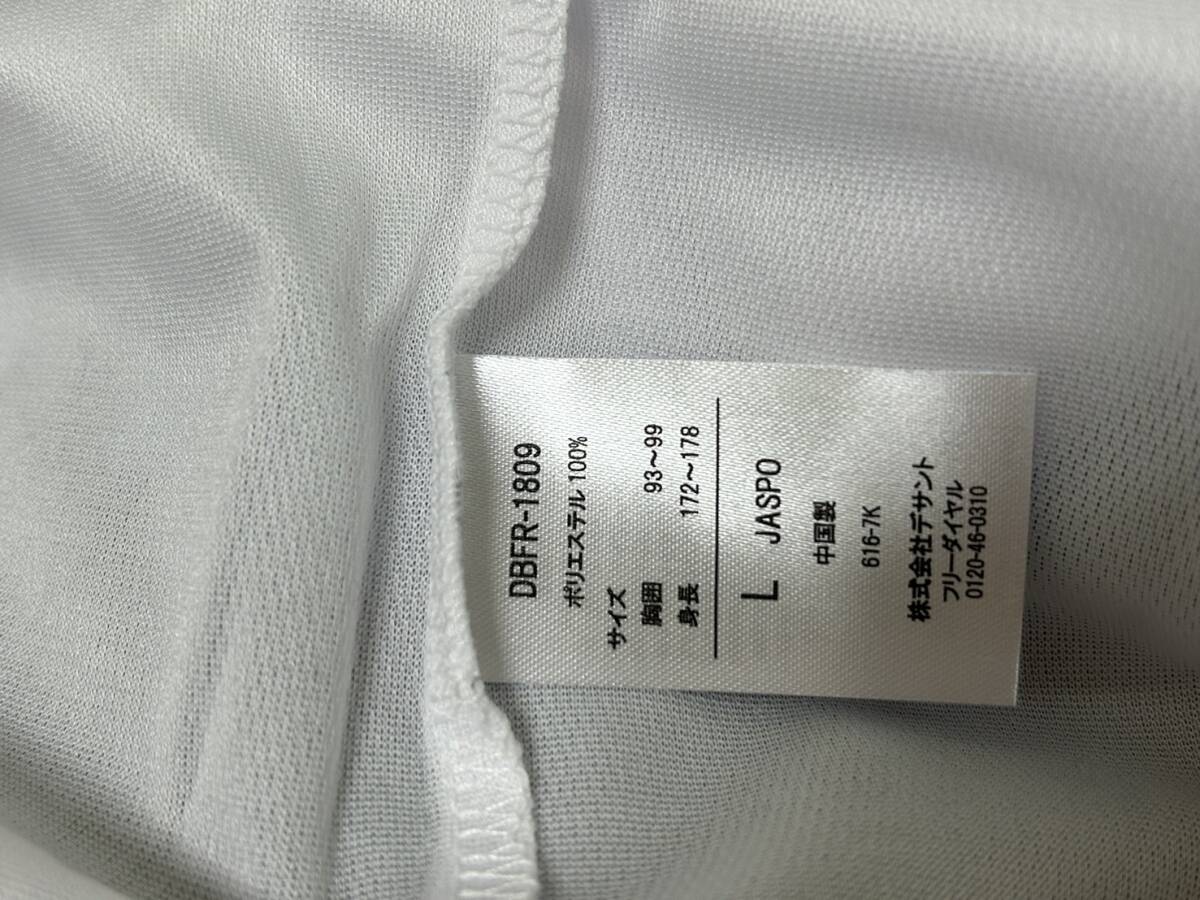 DBFR-1809
ポリエステル 100%
サイズ
胸囲 93～99
身長 172～178
L JASPO
中国製
616-7K
株式会社デサント
フリーダイヤル
0120-46-0310